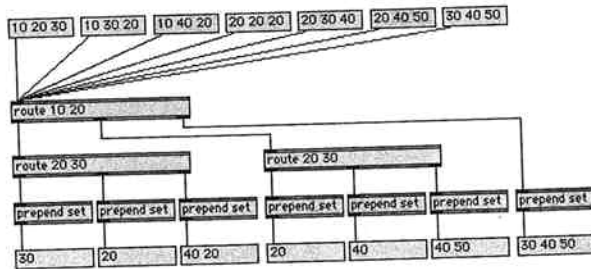 10 20 30 10 30 20 10 40 20 20 20 20 20 30 40 20 40 50 30 40 50
route 10 20
route 20 30 route 20 30
prepend set prepend set prepend set prepend set prepend set prepend set prepend set
30 20 40 20 20 40 40 50 30 40 50